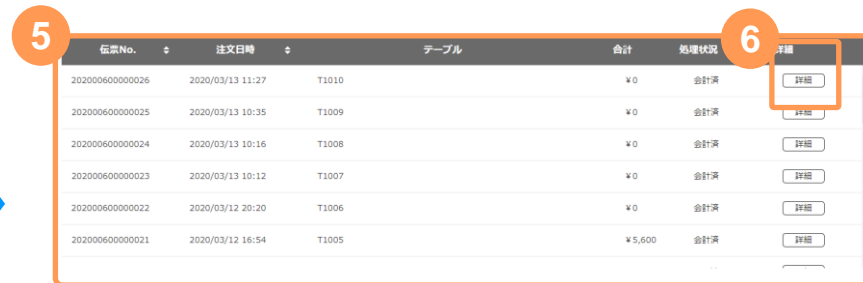 5
6
伝票No. 注文日時 テーブル 合計 処理状況 詳細
202000600000026 2020/03/13 11:27 T1010 ¥0 会計済 詳細
202000600000025 2020/03/13 10:35 T1009 ¥0 会計済 詳細
202000600000024 2020/03/13 10:16 T1008 ¥0 会計済 詳細
202000600000023 2020/03/13 10:12 T1007 ¥0 会計済 詳細
202000600000022 2020/03/12 20:20 T1006 ¥0 会計済 詳細
202000600000021 2020/03/12 16:54 T1005 ¥5,600 会計済 詳細